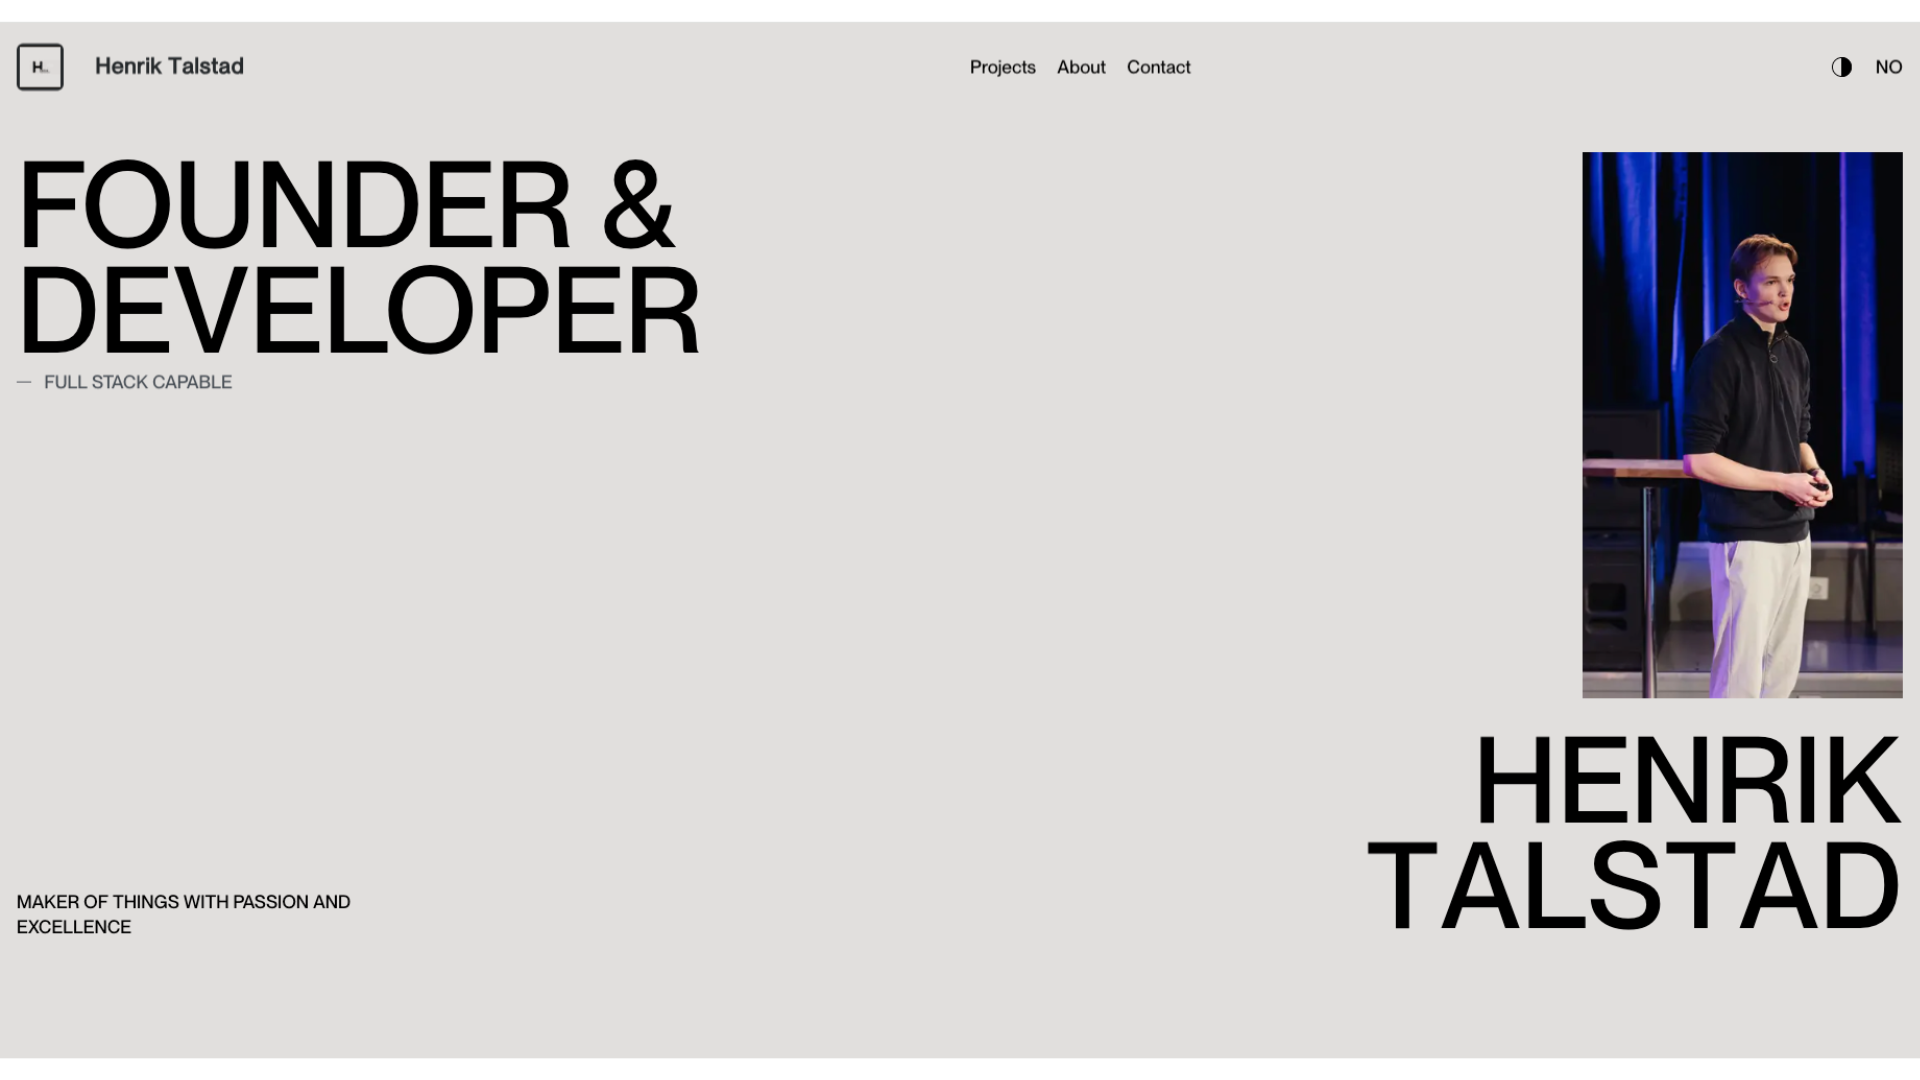 H
Henrik Talstad
Projects
About
Contact
NO
FOUNDER &
DEVELOPER
— FULL STACK CAPABLE
HENRIK
TALSTAD
MAKER OF THINGS WITH PASSION AND
EXCELLENCE